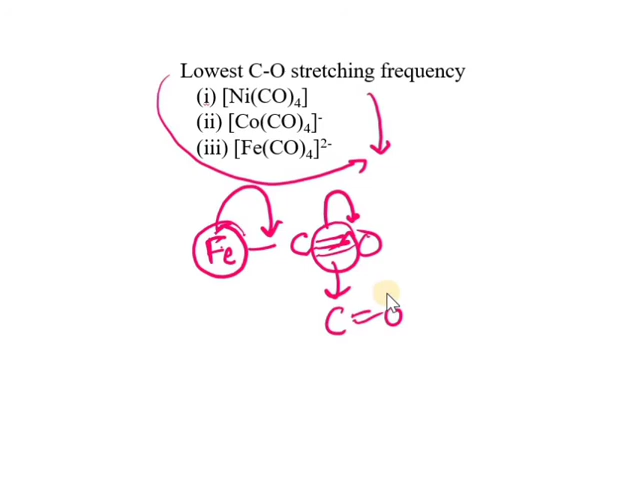 Lowest C-O stretching frequency
(i) [Ni(CO)₄]
(ii) [Co(CO)₄]⁻
(iii) [Fe(CO)₄]²⁻
Fe — C≡O
C=O